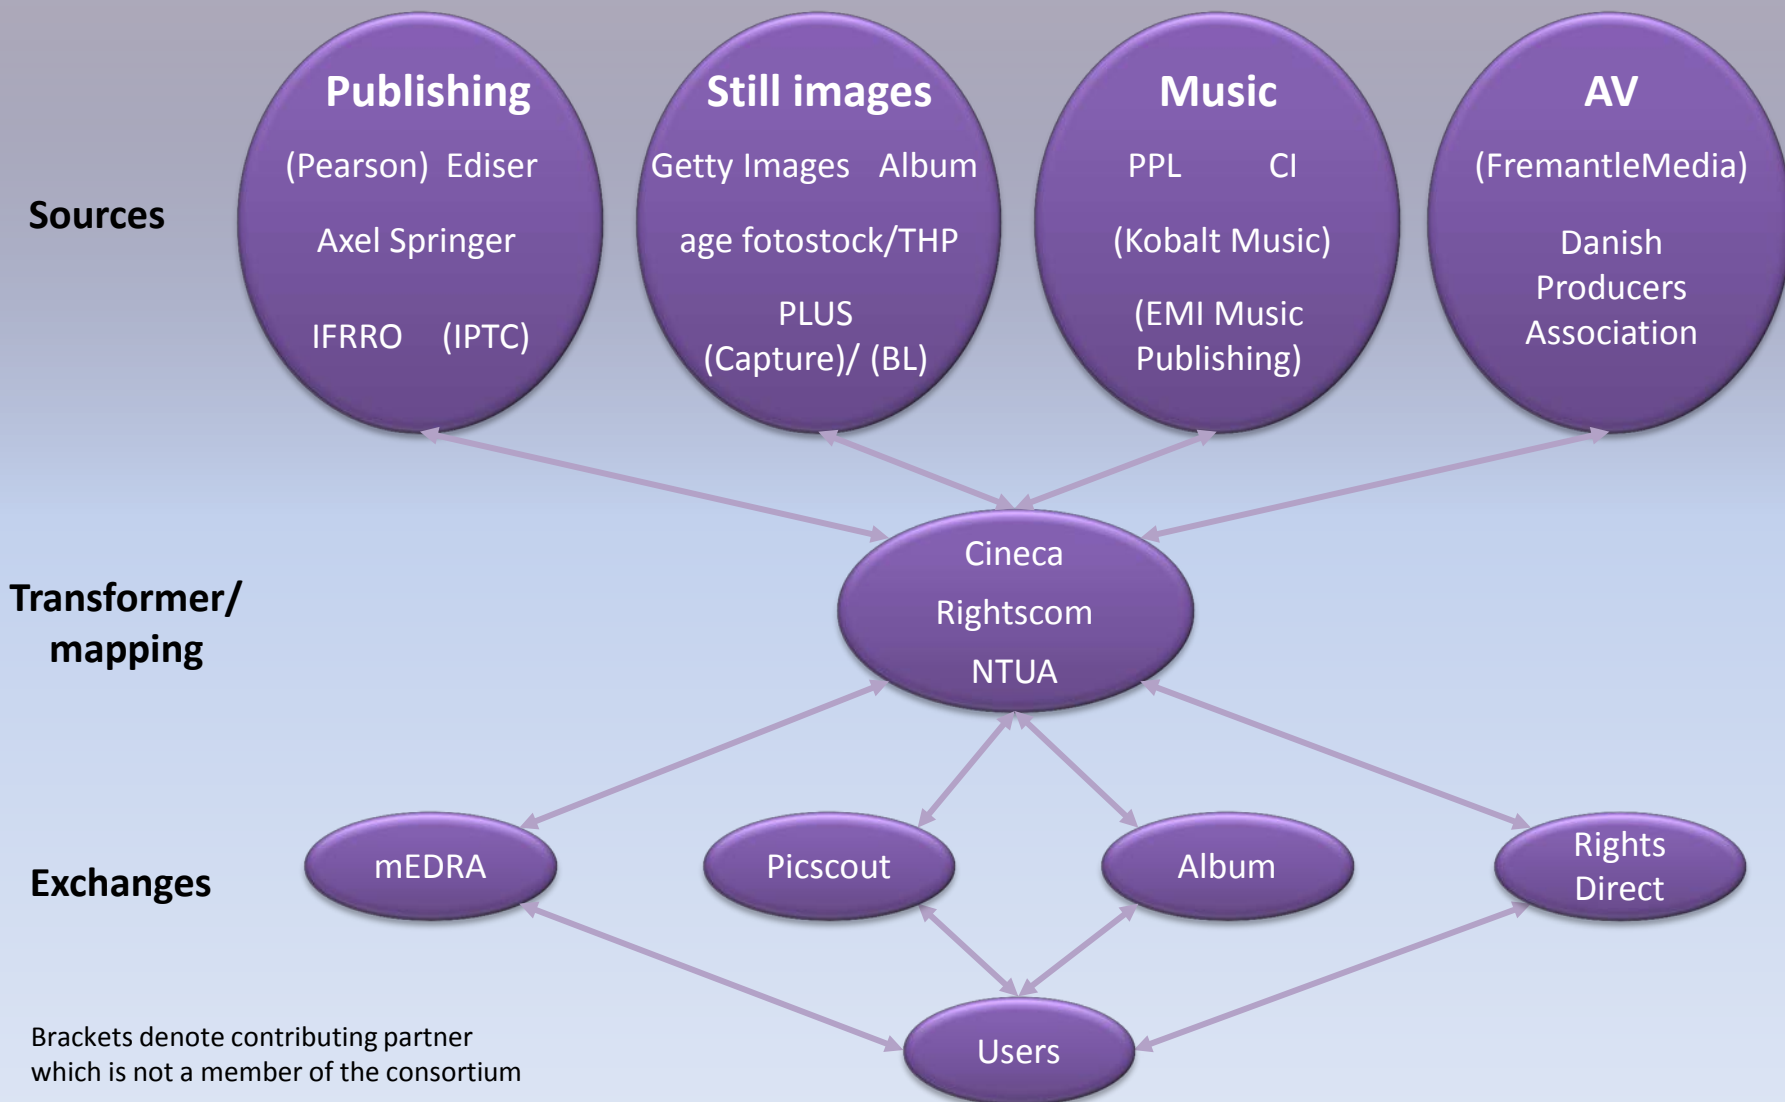 Sources
Publishing
(Pearson) Ediser
Axel Springer
IFRRO (IPTC)
Still images
Getty Images Album
age fotostock/THP
PLUS
(Capture)/ (BL)
Music
PPL CI
(Kobalt Music)
(EMI Music
Publishing)
AV
(FremantleMedia)
Danish
Producers
Association
Transformer/
mapping
Cineca
Rightscom
NTUA
Exchanges
mEDRA
Picscout
Album
Rights
Direct
Users
Brackets denote contributing partner
which is not a member of the consortium